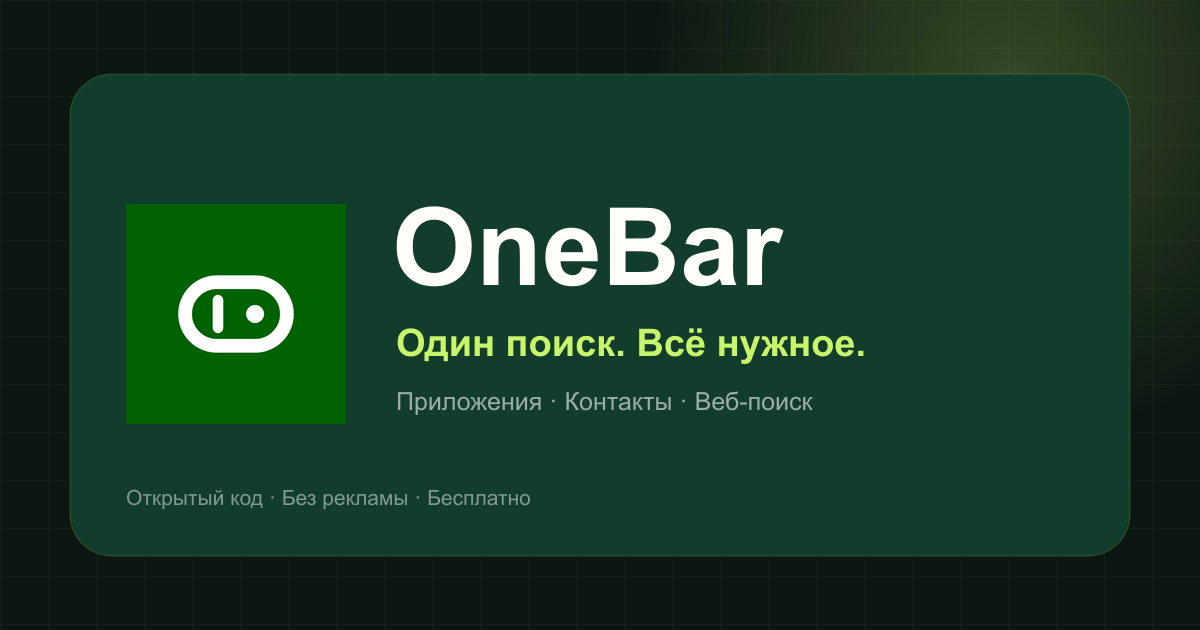 OneBar
Один поиск. Всё нужное.
Приложения · Контакты · Веб-поиск
Открытый код · Без рекламы · Бесплатно